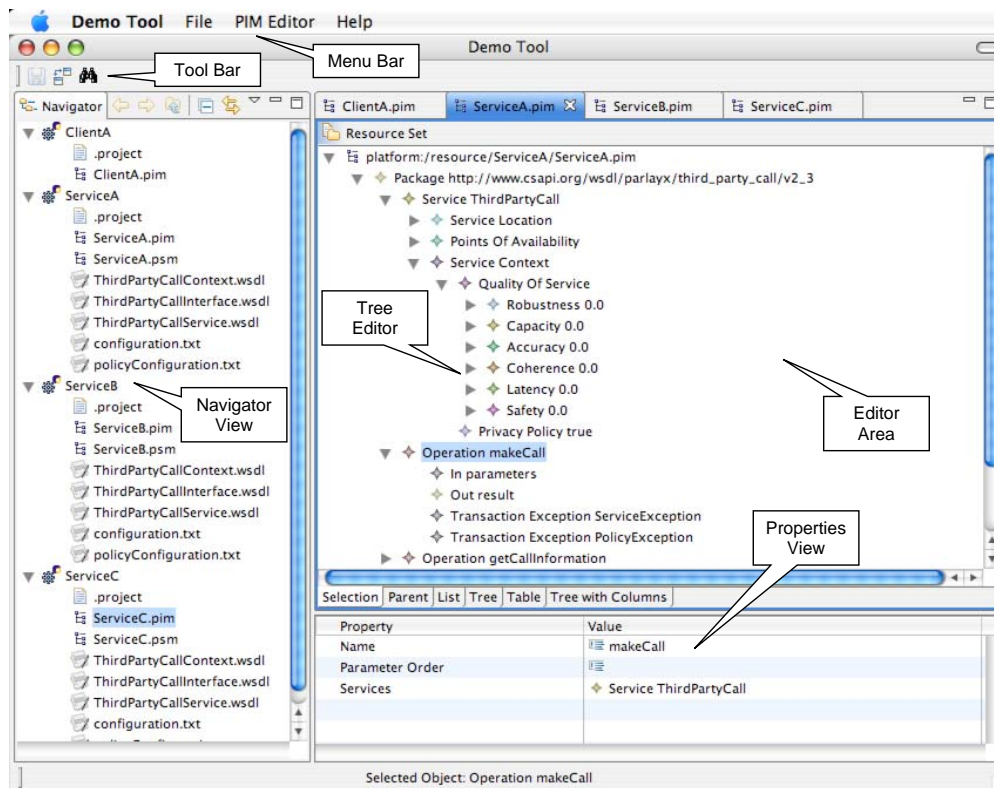 Demo Tool File PIM Editor Help
Demo Tool
Menu Bar
Tool Bar
Navigator
ClientA
.project
ClientA.pim
ServiceA
.project
ServiceA.pim
ServiceA.psm
ThirdPartyCallContext.wsdl
ThirdPartyCallInterface.wsdl
ThirdPartyCallService.wsdl
configuration.txt
policyConfiguration.txt
ServiceB
.project
ServiceB.pim
ServiceB.psm
ThirdPartyCallContext.wsdl
ThirdPartyCallInterface.wsdl
ThirdPartyCallService.wsdl
configuration.txt
policyConfiguration.txt
ServiceC
.project
ServiceC.pim
ServiceC.psm
ThirdPartyCallContext.wsdl
ThirdPartyCallInterface.wsdl
ThirdPartyCallService.wsdl
configuration.txt
Navigator
View
ClientA.pim ServiceA.pim ServiceB.pim ServiceC.pim
Resource Set
platform:/resource/ServiceA/ServiceA.pim
Package http://www.csapi.org/wsdl/parlayx/third_party_call/v2_3
Service ThirdPartyCall
Service Location
Points Of Availability
Service Context
Quality Of Service
Robustness 0.0
Capacity 0.0
Accuracy 0.0
Coherence 0.0
Latency 0.0
Safety 0.0
Privacy Policy true
Operation makeCall
In parameters
Out result
Transaction Exception ServiceException
Transaction Exception PolicyException
Operation getCallInformation
Tree
Editor
Editor
Area
Properties
View
Selection Parent List Tree Table Tree with Columns
Property Value
Name makeCall
Parameter Order
Services Service ThirdPartyCall
Selected Object: Operation makeCall